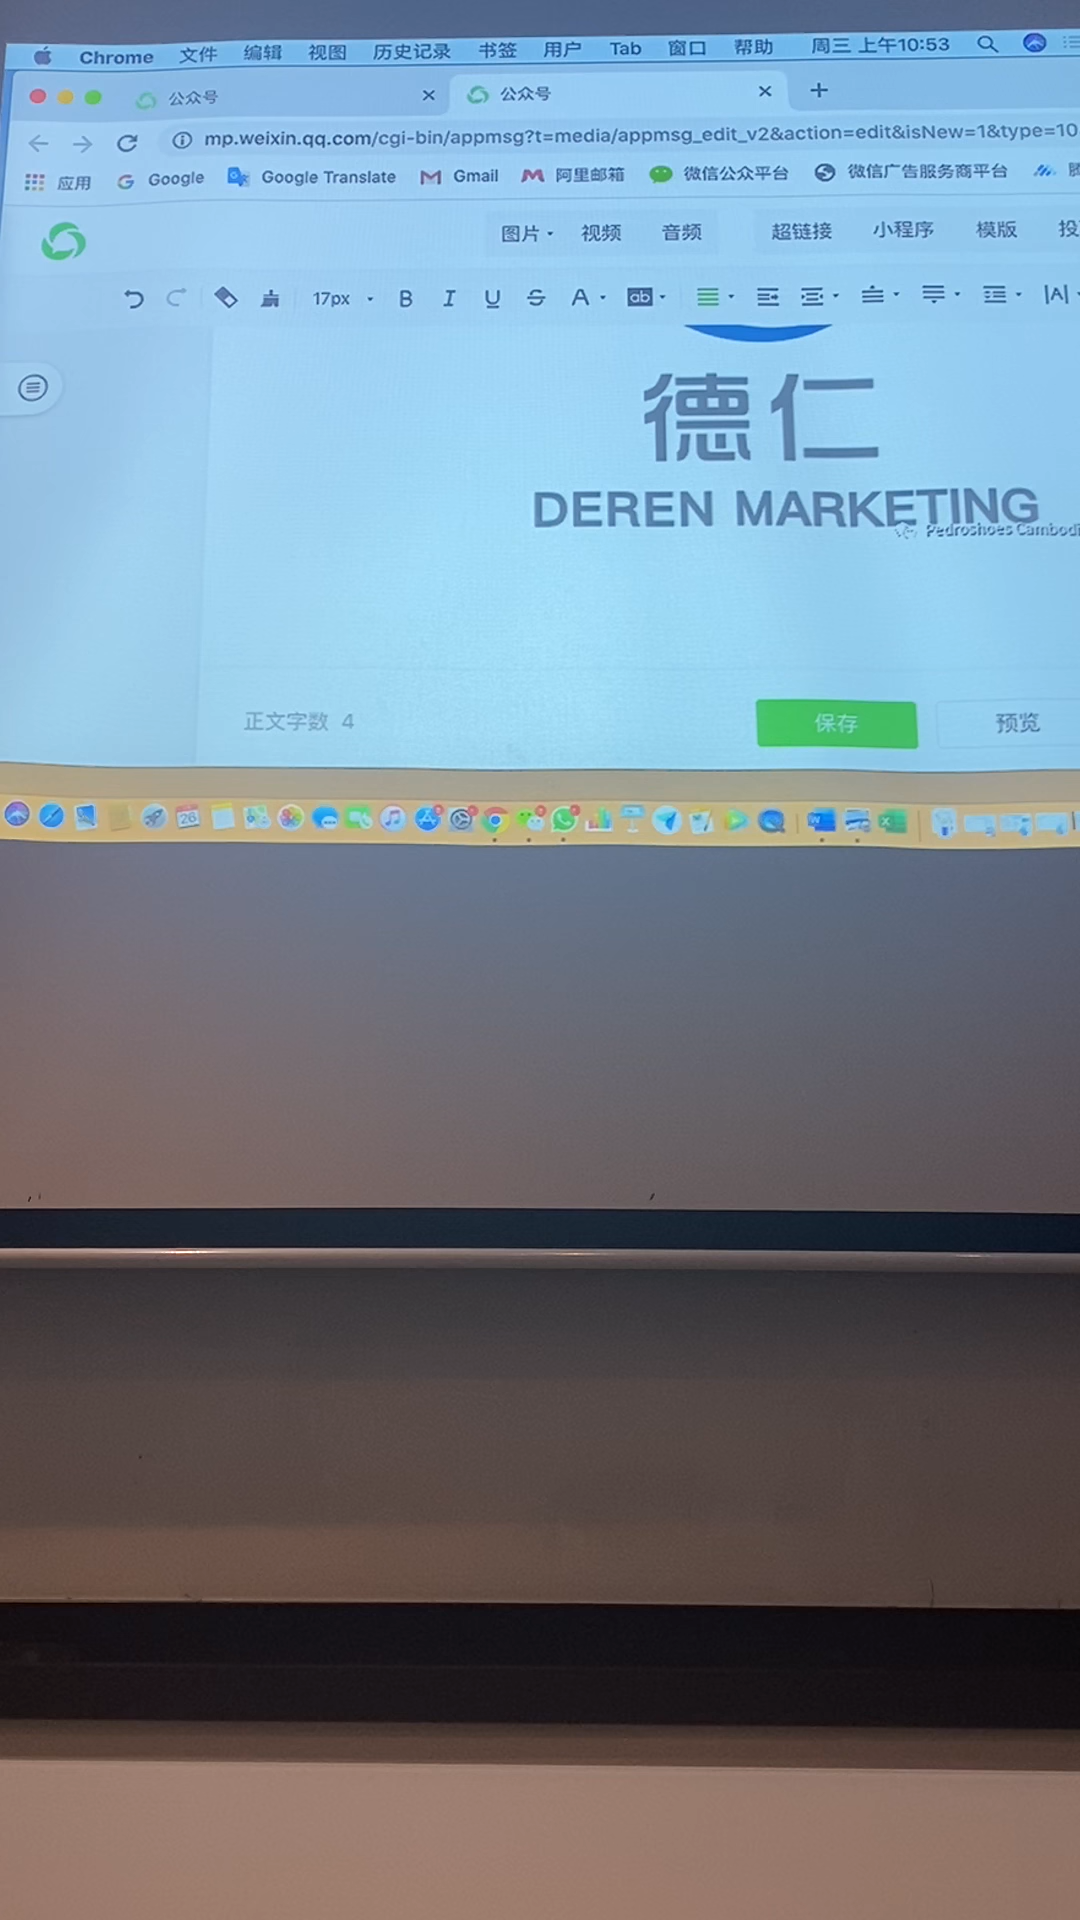 Chrome 文件 编辑 视图 历史记录 书签 用户 Tab 窗口 帮助 周三 上午10:53
公众号 公众号
mp.weixin.qq.com/cgi-bin/appmsg?t=media/appmsg_edit_v2&action=edit&isNew=1&type=10
应用 Google Google Translate Gmail 阿里邮箱 微信公众平台 微信广告服务商平台
图片 视频 音频 超链接 小程序 模版 投
17px B I U S A ab |A|
德仁
DEREN MARKETING
Pedroshoes Cambodi
正文字数 4 保存 预览
26